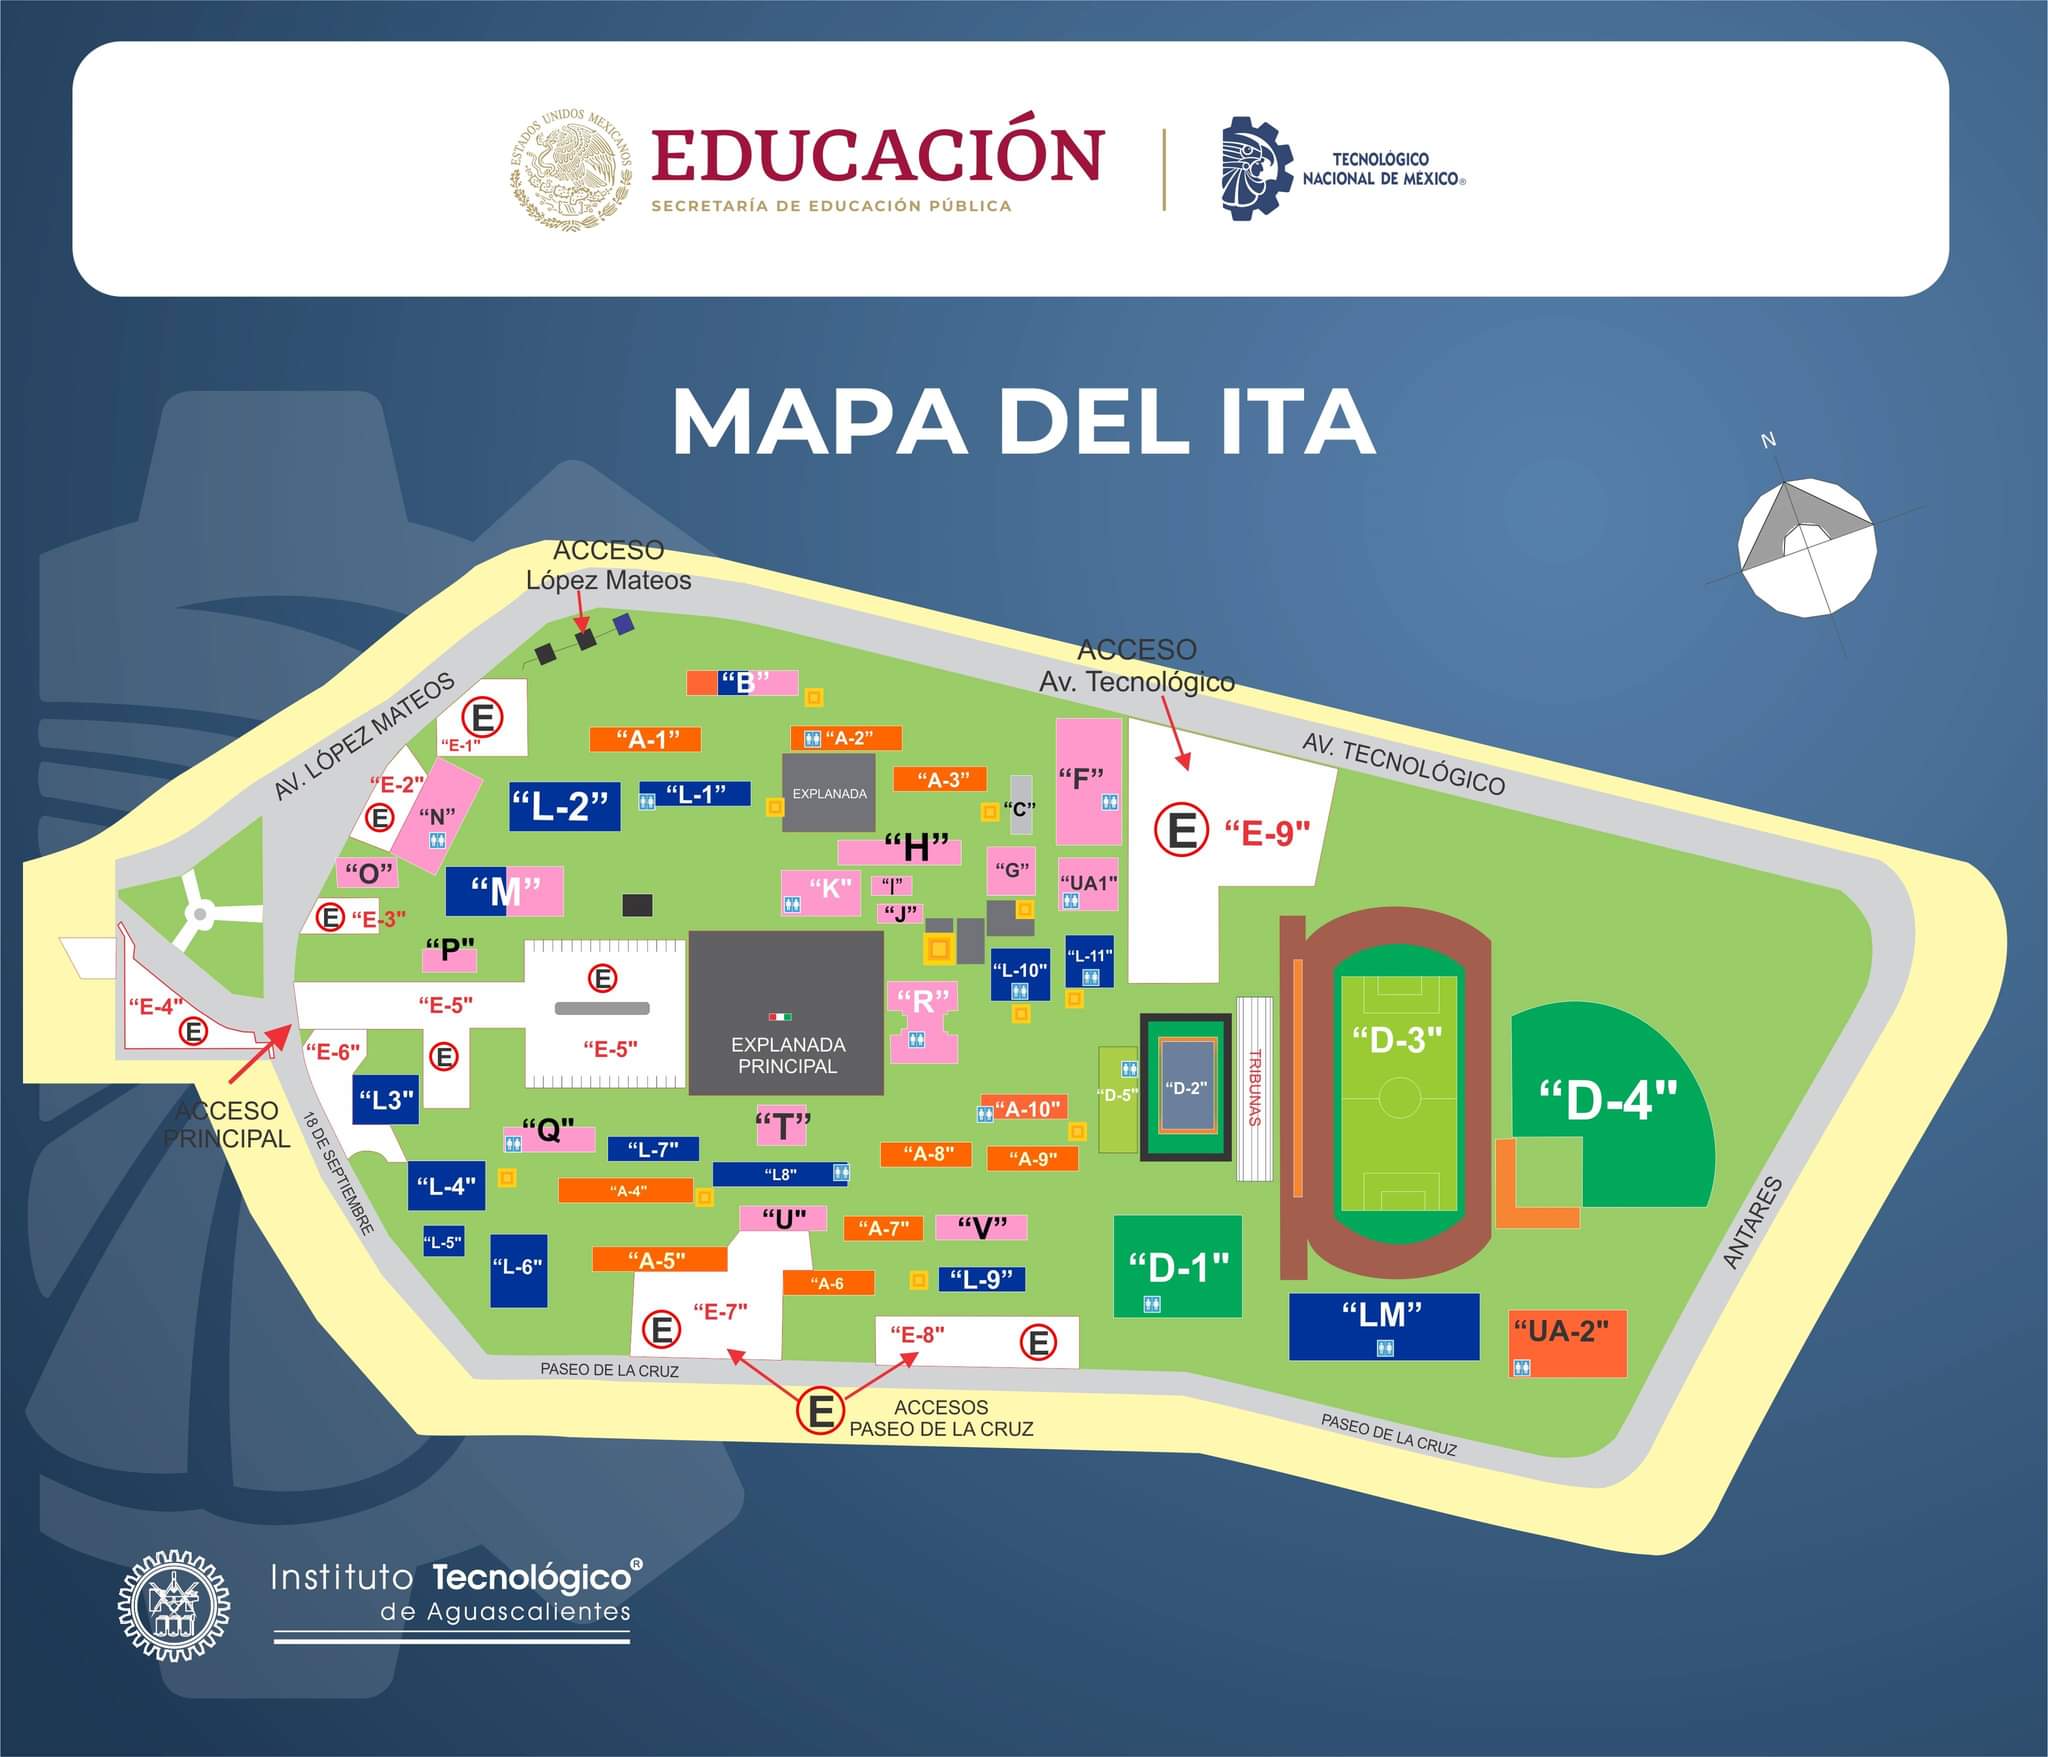 ESTADOS UNIDOS MEXICANOS
EDUCACIÓN
SECRETARÍA DE EDUCACIÓN PÚBLICA
TECNOLÓGICO
NACIONAL DE MÉXICO®
MAPA DEL ITA
N
ACCESO
López Mateos
ACCESO
Av. Tecnológico
AV. LÓPEZ MATEOS
AV. TECNOLÓGICO
“B”
E
“E-1"
“A-1”
“A-2”
“E-2"
E
“N”
“L-2”
“L-1”
EXPLANADA
“A-3”
“C”
“F”
E
“E-9"
“H”
“O”
“M”
“K"
“I”
“J”
“G”
“UA1"
E
“E-3"
“P"
“E-4"
E
“E-5"
E
“E-5"
EXPLANADA
PRINCIPAL
“R”
“L-10"
“L-11"
“E-6"
E
“L3"
ACCESO
PRINCIPAL
18 DE SEPTIEMBRE
“Q"
“L-7"
“T”
“L8"
“A-10"
“A-8"
“A-9"
“D-5"
“D-2"
TRIBUNAS
“D-3"
“D-4"
“L-4"
“A-4"
“L-5"
“L-6"
“A-5"
“U"
“A-7"
“V”
“A-6
“L-9"
“D-1"
“LM”
“UA-2"
ANTARES
E
“E-7"
“E-8"
E
PASEO DE LA CRUZ
E
ACCESOS
PASEO DE LA CRUZ
PASEO DE LA CRUZ
Instituto Tecnológico®
de Aguascalientes